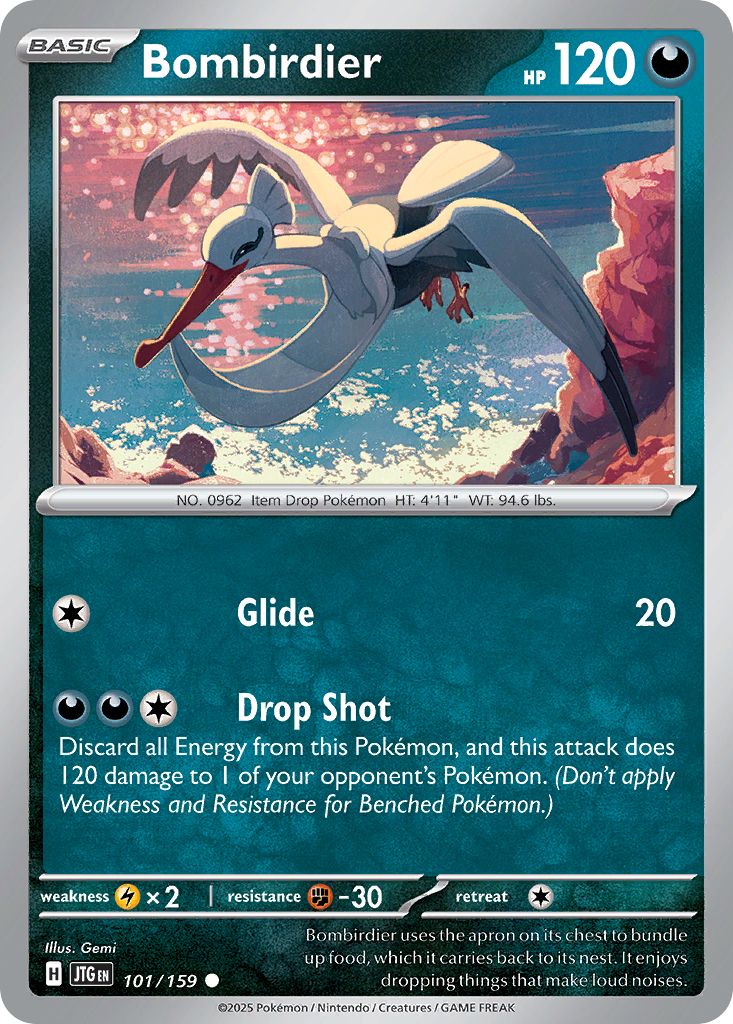 BASIC
Bombirdier
HP 120
NO. 0962 Item Drop Pokémon HT: 4'11" WT: 94.6 lbs.
Glide 20
Drop Shot
Discard all Energy from this Pokémon, and this attack does
120 damage to 1 of your opponent's Pokémon. (Don't apply
Weakness and Resistance for Benched Pokémon.)
weakness ×2 resistance -30 retreat
Illus. Gemi
Bombirdier uses the apron on its chest to bundle
up food, which it carries back to its nest. It enjoys
dropping things that make loud noises.
H JTG EN 101/159
©2025 Pokémon / Nintendo / Creatures / GAME FREAK